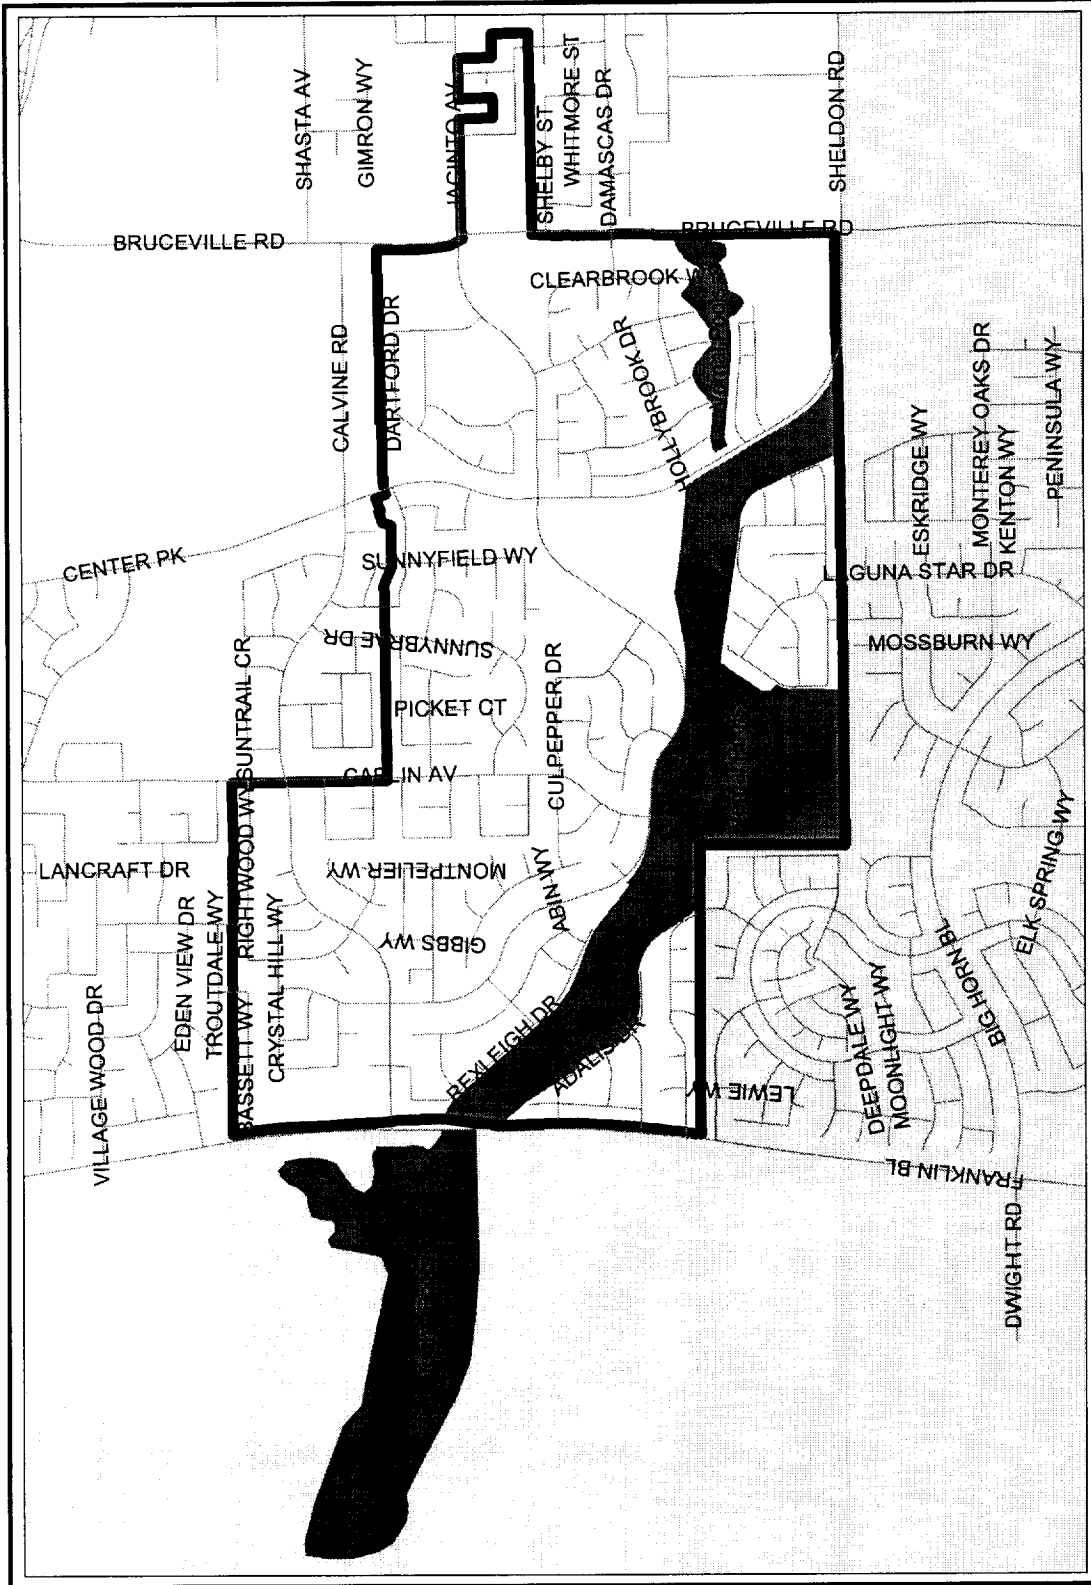 SHASTA AV
GIMRON WY
JACINTO AV
SHELBY ST
WHITMORE ST
DAMASCAS DR
SHELDON RD
BRUCEVILLE RD
BRUCEVILLE RD
CLEARBROOK W
CALVINE RD
DARTFORD DR
HOLLYBROOK DR
ESKRIDGE WY
MONTEREY OAKS DR
KENTON WY
PENINSULA WY
CENTER PK
SUNNYFIELD WY
LAGUNA STAR DR
SUNNYBRAE DR
MOSSBURN WY
SUNTRAIL CR
PICKET CT
CULPEPPER DR
CARLIN AV
RIGHTWOOD WY
LANCRAFT DR
MONTPELIER WY
ABIN WY
ELK SPRING WY
EDEN VIEW DR
TROUTDALE WY
CRYSTAL HILL WY
GIBBS WY
BIG HORN BL
VILLAGE WOOD DR
BASSETT WY
REXLEIGH DR
ADALIS DR
DEEPDALE WY
MOONLIGHT WY
LEWIE WY
FRANKLIN BL
DWIGHT RD